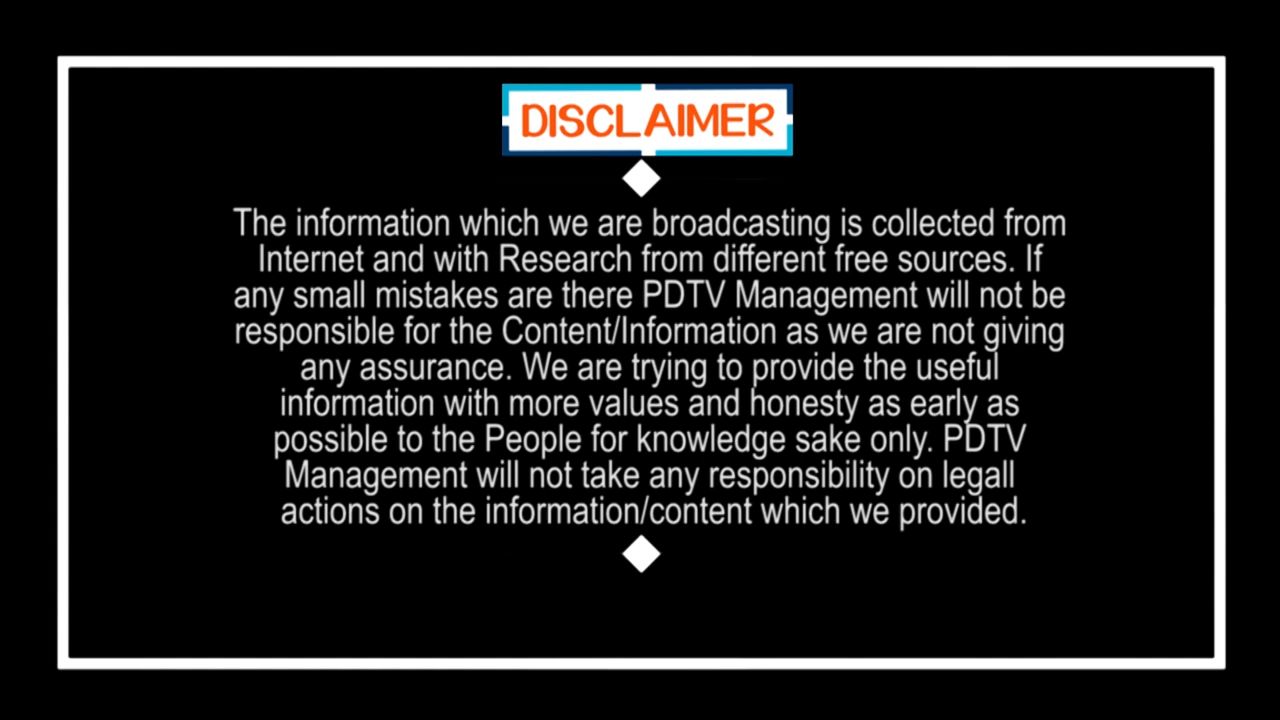 DISCLAIMER
The information which we are broadcasting is collected from
Internet and with Research from different free sources. If
any small mistakes are there PDTV Management will not be
responsible for the Content/Information as we are not giving
any assurance. We are trying to provide the useful
information with more values and honesty as early as
possible to the People for knowledge sake only. PDTV
Management will not take any responsibility on legall
actions on the information/content which we provided.